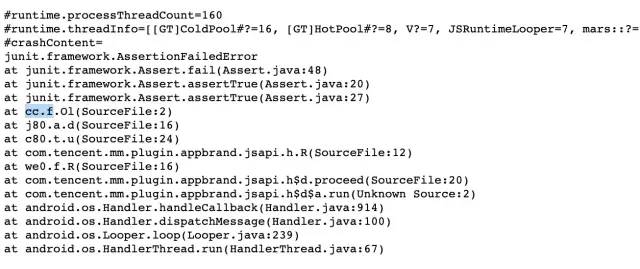 #runtime.processThreadCount=160
#runtime.threadInfo=[[GT]ColdPool#?=16, [GT]HotPool#?=8, V?=7, JSRuntimeLooper=7, mars::?=
#crashContent=
junit.framework.AssertionFailedError
at junit.framework.Assert.fail(Assert.java:48)
at junit.framework.Assert.assertTrue(Assert.java:20)
at junit.framework.Assert.assertTrue(Assert.java:27)
at cc.f.Ol(SourceFile:2)
at j80.a.d(SourceFile:16)
at c80.t.u(SourceFile:24)
at com.tencent.mm.plugin.appbrand.jsapi.h.R(SourceFile:12)
at we0.f.R(SourceFile:16)
at com.tencent.mm.plugin.appbrand.jsapi.h$d.proceed(SourceFile:20)
at com.tencent.mm.plugin.appbrand.jsapi.h$d$a.run(Unknown Source:2)
at android.os.Handler.handleCallback(Handler.java:914)
at android.os.Handler.dispatchMessage(Handler.java:100)
at android.os.Looper.loop(Looper.java:239)
at android.os.HandlerThread.run(HandlerThread.java:67)